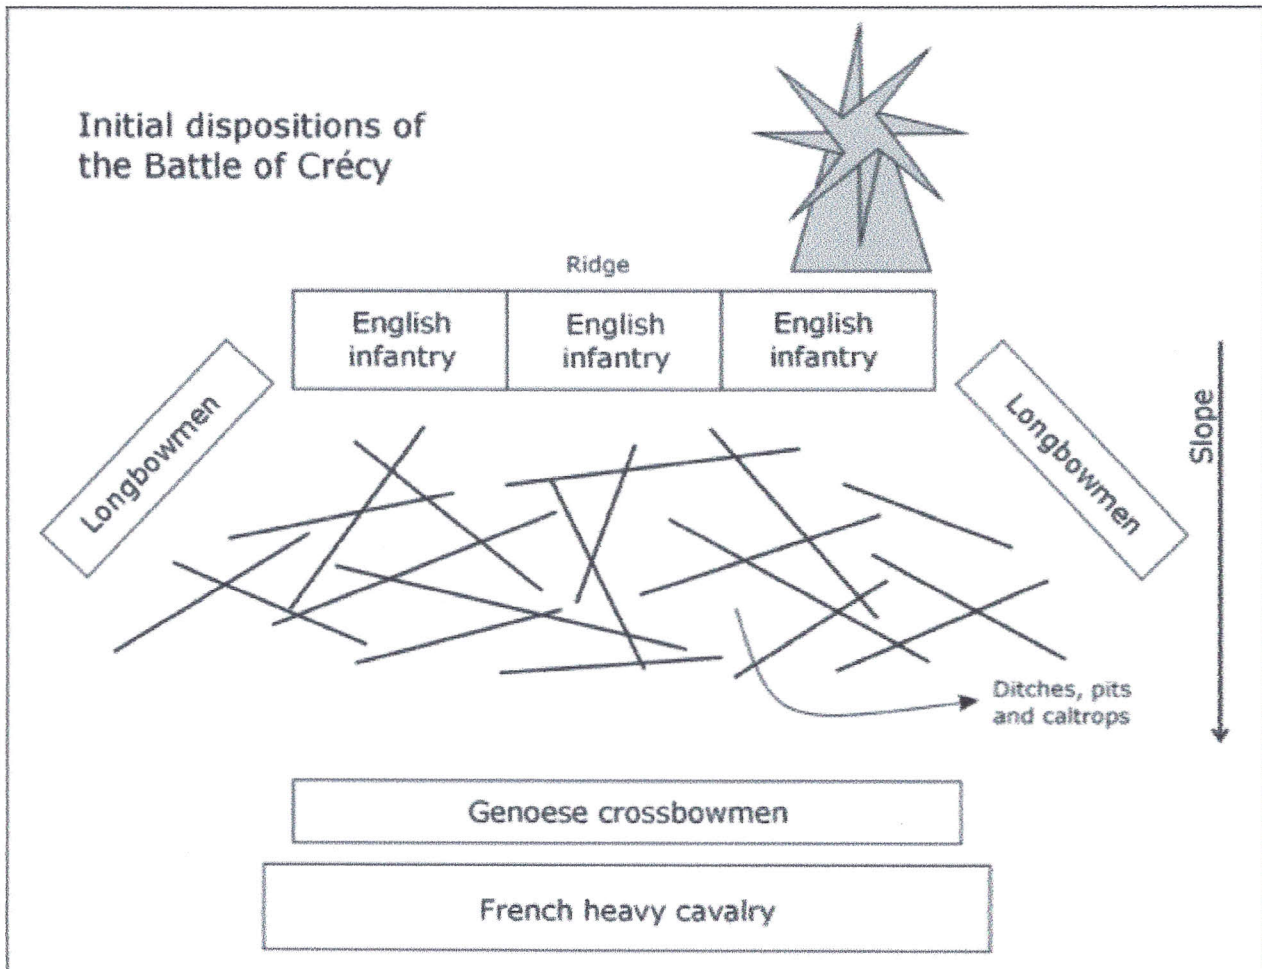 Initial dispositions of
the Battle of Crécy
Ridge
English
infantry
English
infantry
English
infantry
Longbowmen
Longbowmen
Slope
Ditches, pits
and caltrops
Genoese crossbowmen
French heavy cavalry